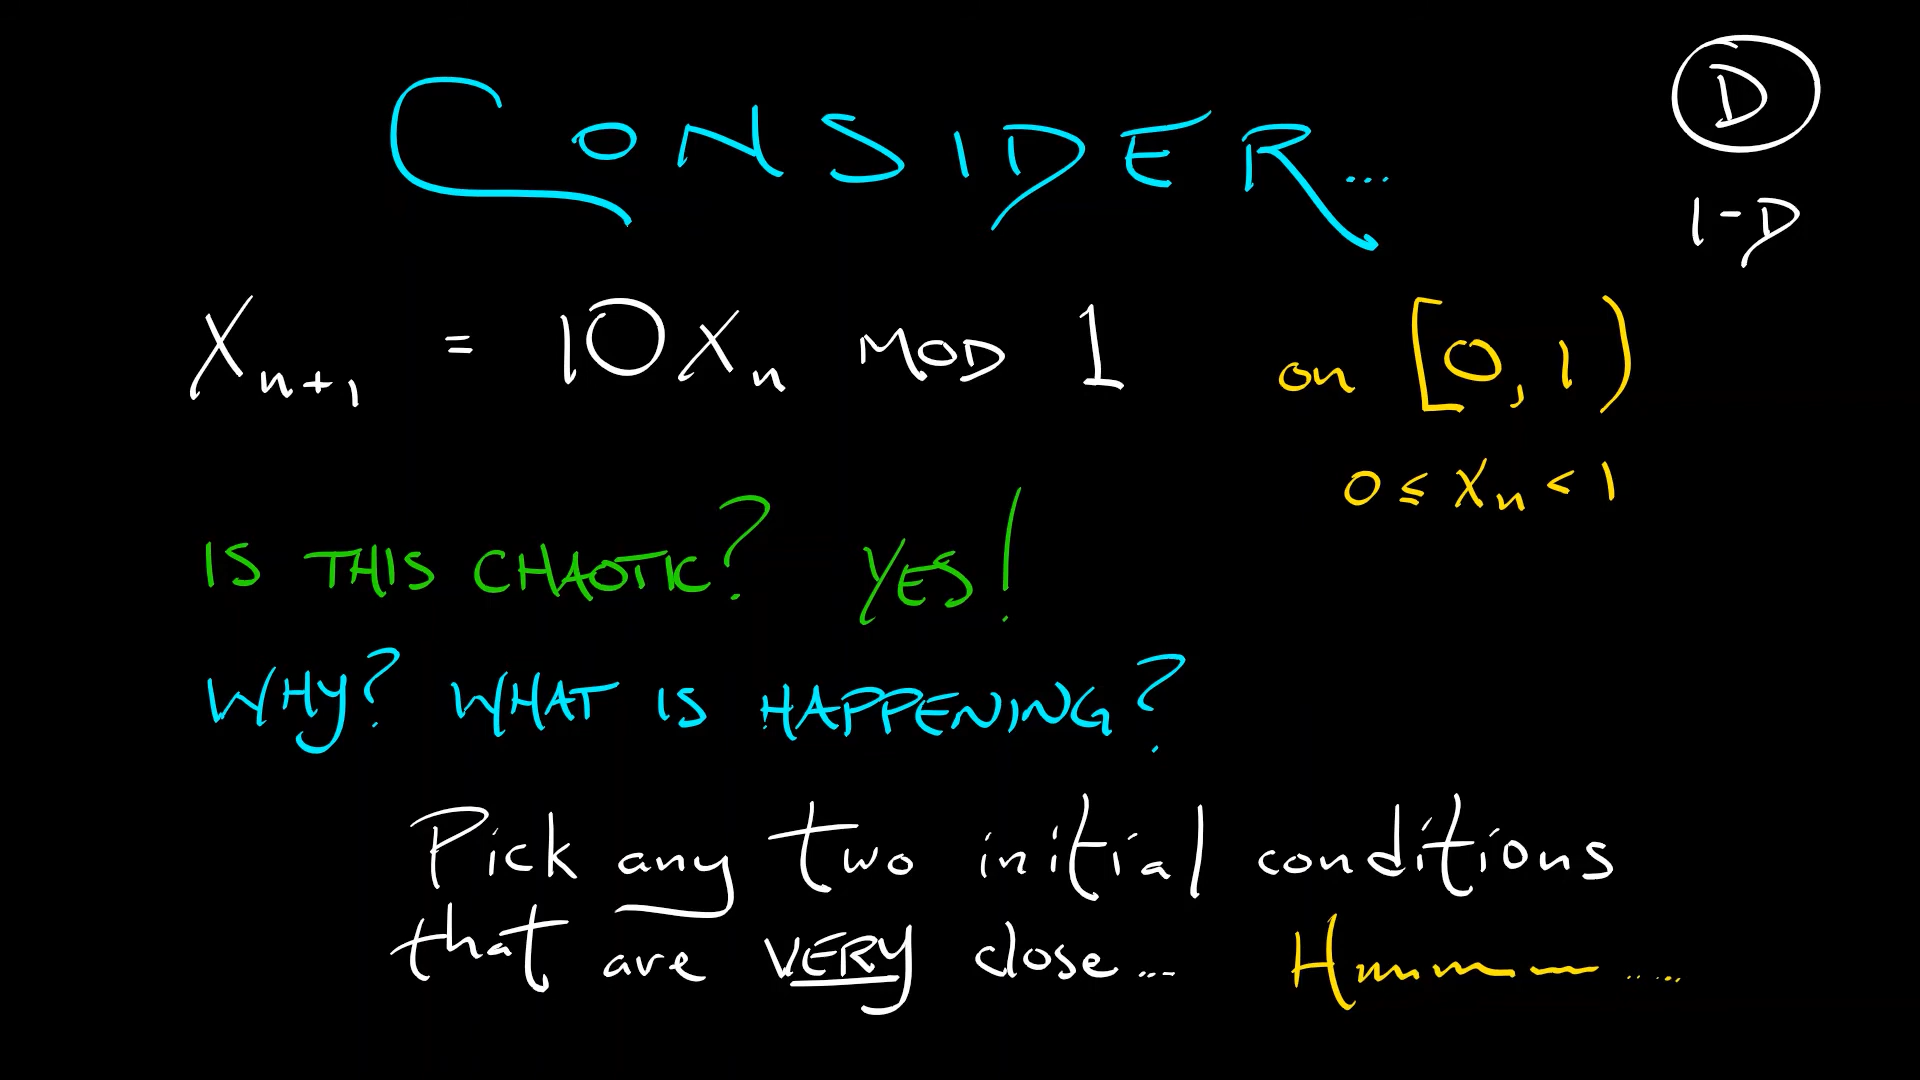 CONSIDER...
D
1-D
Xn+1 = 10Xn MOD 1 on [0,1)
0 ≤ Xn < 1
IS THIS CHAOTIC? YES!
WHY? WHAT IS HAPPENING?
Pick any two initial conditions
that are VERY close... Hmmm.....